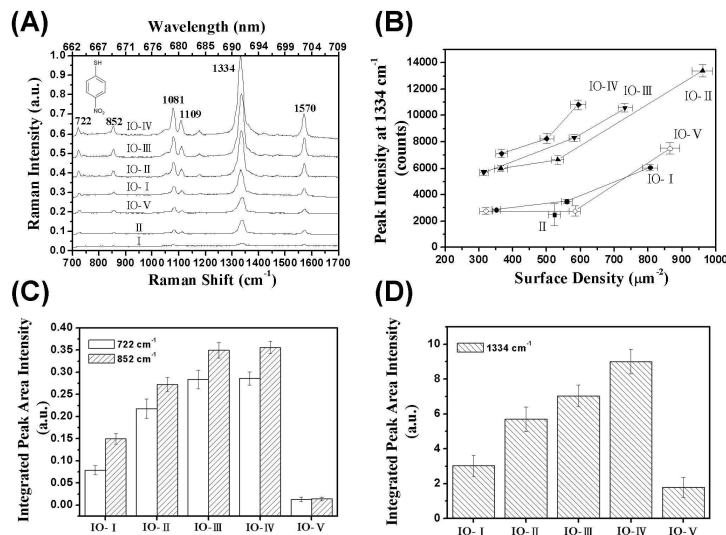 (A)
Wavelength (nm)
662 667 671 676 680 685 690 692 694 703 704 709
Raman Intensity (a.u.)
1.0
0.9
0.8
0.7
0.6
0.5
0.4
0.3
0.2
0.1
0.0
SH
NO₂
722
852
1081
1109
1334
1570
IO-IV
IO-III
IO-II
IO- I
IO-V
II
I
700 800 900 1000 1100 1200 1300 1400 1500 1600 1700
Raman Shift (cm⁻¹)
(B)
Peak Intensity at 1334 cm⁻¹
(counts)
14000
12000
10000
8000
6000
4000
2000
0
IO-IV
IO-III
IO-II
IO-V
IO- I
II
200 300 400 500 600 700 800 900 1000
Surface Density (μm⁻²)
(C)
Integrated Peak Area Intensity
(a.u.)
0.40
0.35
0.30
0.25
0.20
0.15
0.10
0.05
0.00
722 cm⁻¹
852 cm⁻¹
IO- I IO-II IO-III IO-IV IO-V
(D)
Integrated Peak Area Intensity
(a.u.)
10
8
6
4
2
0
1334 cm⁻¹
IO- I IO-II IO-III IO-IV IO-V